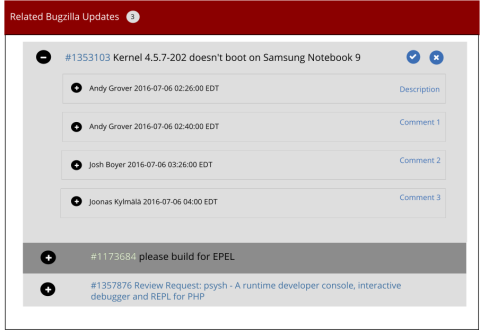 Related Bugzilla Updates 3
#1353103 Kernel 4.5.7-202 doesn't boot on Samsung Notebook 9
Andy Grover 2016-07-06 02:26:00 EDT Description
Andy Grover 2016-07-06 02:40:00 EDT Comment 1
Josh Boyer 2016-07-06 03:26:00 EDT Comment 2
Joonas Kylmälä 2016-07-06 04:00 EDT Comment 3
#1173684 please build for EPEL
#1357876 Review Request: psysh - A runtime developer console, interactive
debugger and REPL for PHP